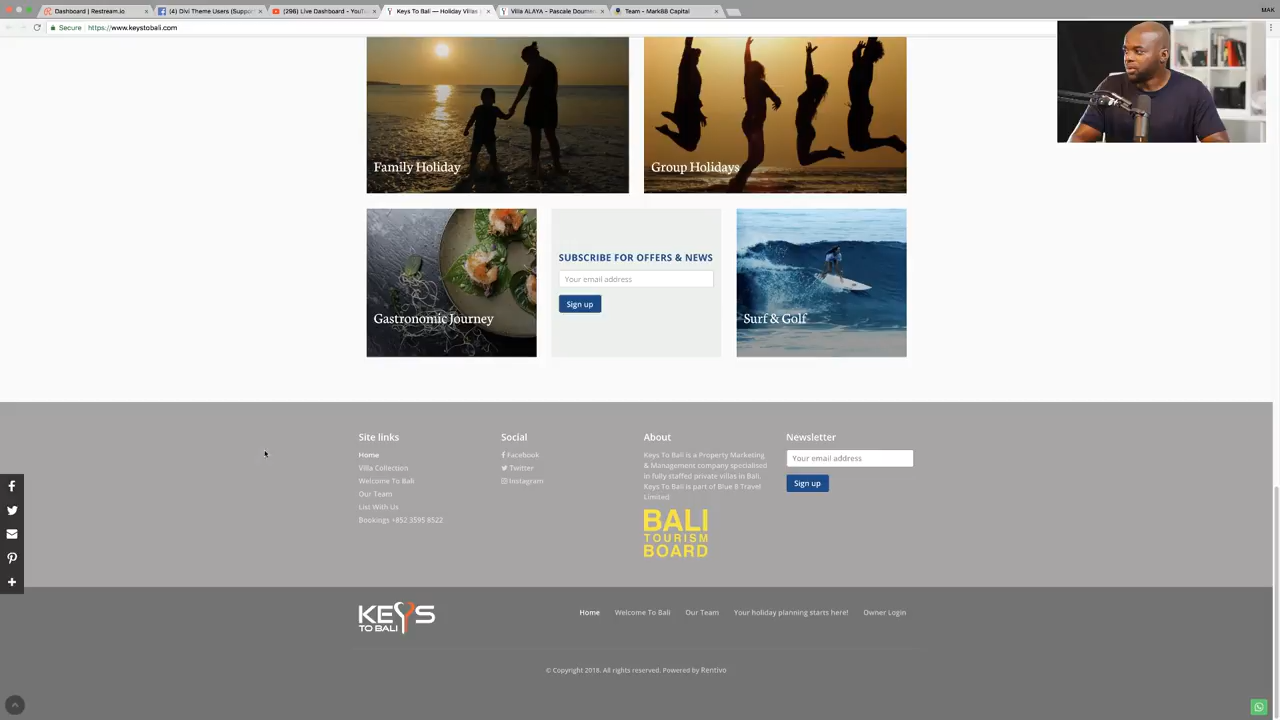 Dashboard | Restream.io
(4) Divi Theme Users (Suppor
(296) Live Dashboard - YouTu
Keys To Bali — Holiday Villas
Villa ALAYA - Pascale Doume
Team - Mark88 Capital
MAK
Secure
https://www.keystobali.com
Family Holiday
Group Holidays
Gastronomic Journey
SUBSCRIBE FOR OFFERS & NEWS
Your email address
Sign up
Surf & Golf
Site links
Home
Villa Collection
Welcome To Bali
Our Team
List With Us
Bookings +852 3595 8522
Social
Facebook
Twitter
Instagram
About
Keys To Bali is a Property Marketing
& Management company specialised
in fully staffed private villas in Bali.
Keys To Bali is part of Blue 8 Travel
Limited
BALI
TOURISM
BOARD
Newsletter
Your email address
Sign up
KEYS
TO BALI
Home
Welcome To Bali
Our Team
Your holiday planning starts here!
Owner Login
© Copyright 2018. All rights reserved. Powered by Rentivo